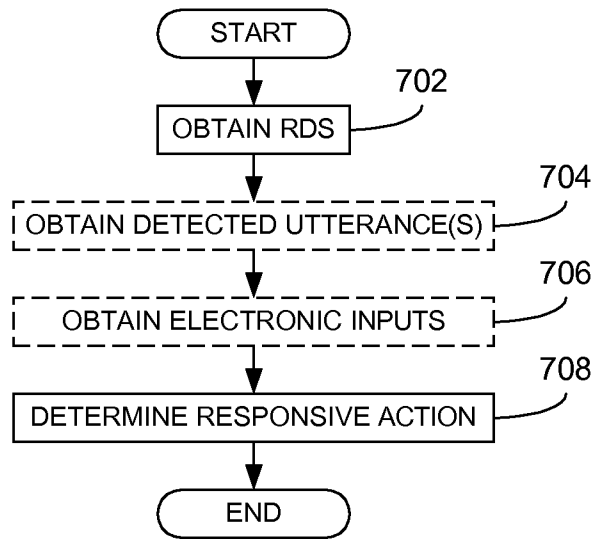 START
702
OBTAIN RDS
704
OBTAIN DETECTED UTTERANCE(S)
706
OBTAIN ELECTRONIC INPUTS
708
DETERMINE RESPONSIVE ACTION
END